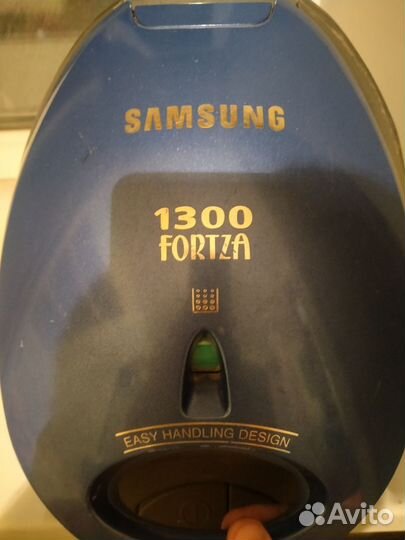 SAMSUNG
1300
FORTZA
EASY HANDLING DESIGN
Avito